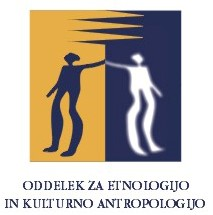 ODDELEK ZA ETNOLOGIJO
IN KULTURNO ANTROPOLOGIJO